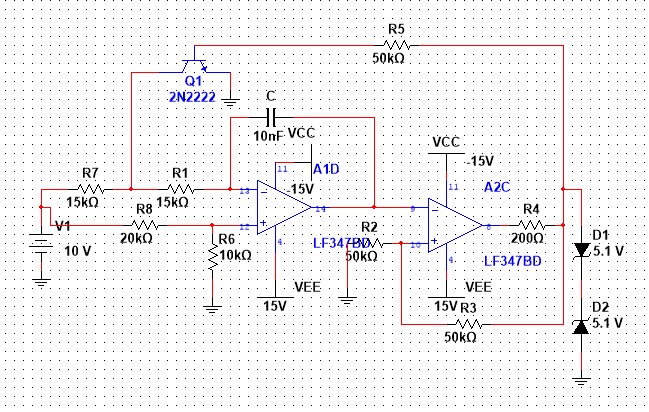 R5
50kΩ
Q1
2N2222
C
10nF
VCC
VCC
-15V
11
A1D
-15V
11
A2C
R7
15kΩ
R1
15kΩ
13
14
9
R8
20kΩ
12
V1
10 V
R6
10kΩ
4
LF347BD
R2
50kΩ
10
8
R4
200Ω
LF347BD
4
D1
5.1 V
VEE
15V
VEE
15V
R3
50kΩ
D2
5.1 V